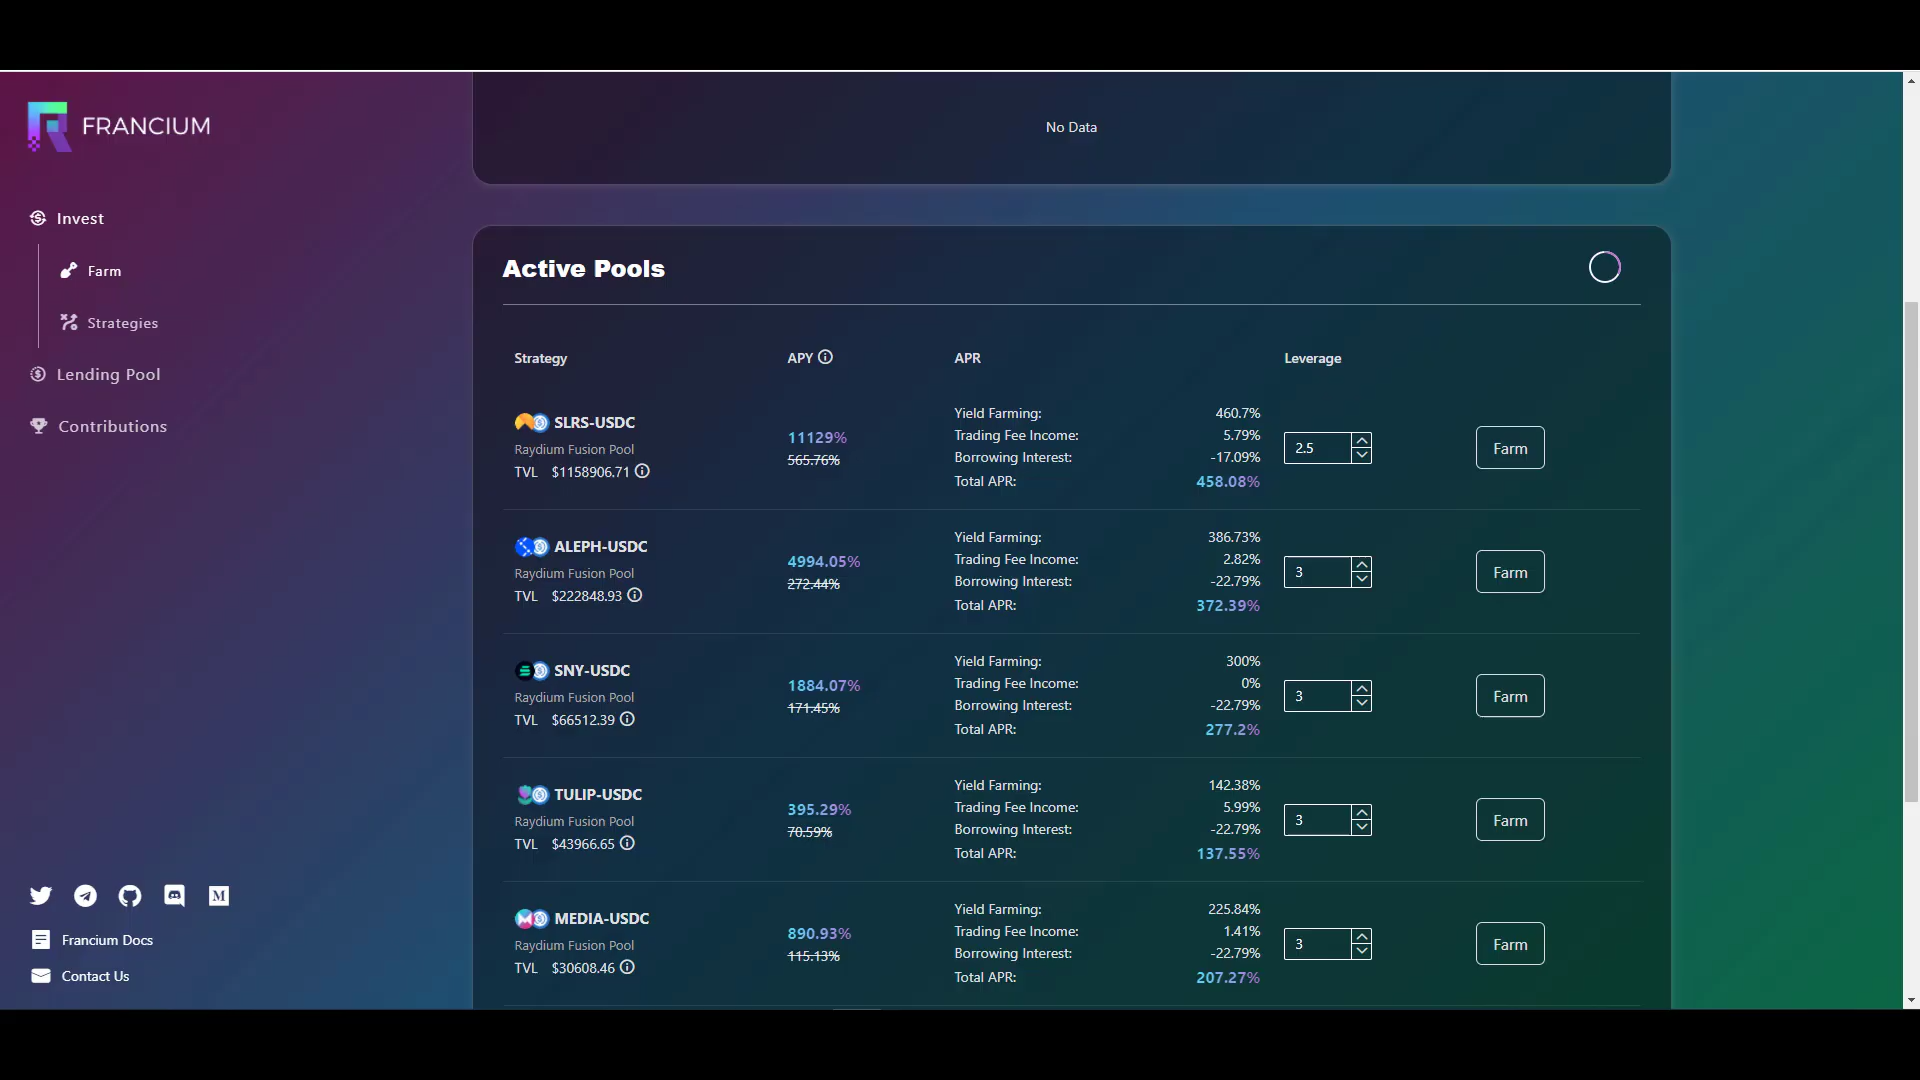 FRANCIUM
Invest
Farm
Strategies
Lending Pool
Contributions
Francium Docs
Contact Us
No Data
Active Pools
Strategy APY APR Leverage
SLRS-USDC
Raydium Fusion Pool
TVL $1158906.71
11129%
565.76%
Yield Farming: 460.7%
Trading Fee Income: 5.79%
Borrowing Interest: -17.09%
Total APR: 458.08%
2.5
Farm
ALEPH-USDC
Raydium Fusion Pool
TVL $222848.93
4994.05%
272.44%
Yield Farming: 386.73%
Trading Fee Income: 2.82%
Borrowing Interest: -22.79%
Total APR: 372.39%
3
Farm
SNY-USDC
Raydium Fusion Pool
TVL $66512.39
1884.07%
171.45%
Yield Farming: 300%
Trading Fee Income: 0%
Borrowing Interest: -22.79%
Total APR: 277.2%
3
Farm
TULIP-USDC
Raydium Fusion Pool
TVL $43966.65
395.29%
70.59%
Yield Farming: 142.38%
Trading Fee Income: 5.99%
Borrowing Interest: -22.79%
Total APR: 137.55%
3
Farm
MEDIA-USDC
Raydium Fusion Pool
TVL $30608.46
890.93%
115.13%
Yield Farming: 225.84%
Trading Fee Income: 1.41%
Borrowing Interest: -22.79%
Total APR: 207.27%
3
Farm